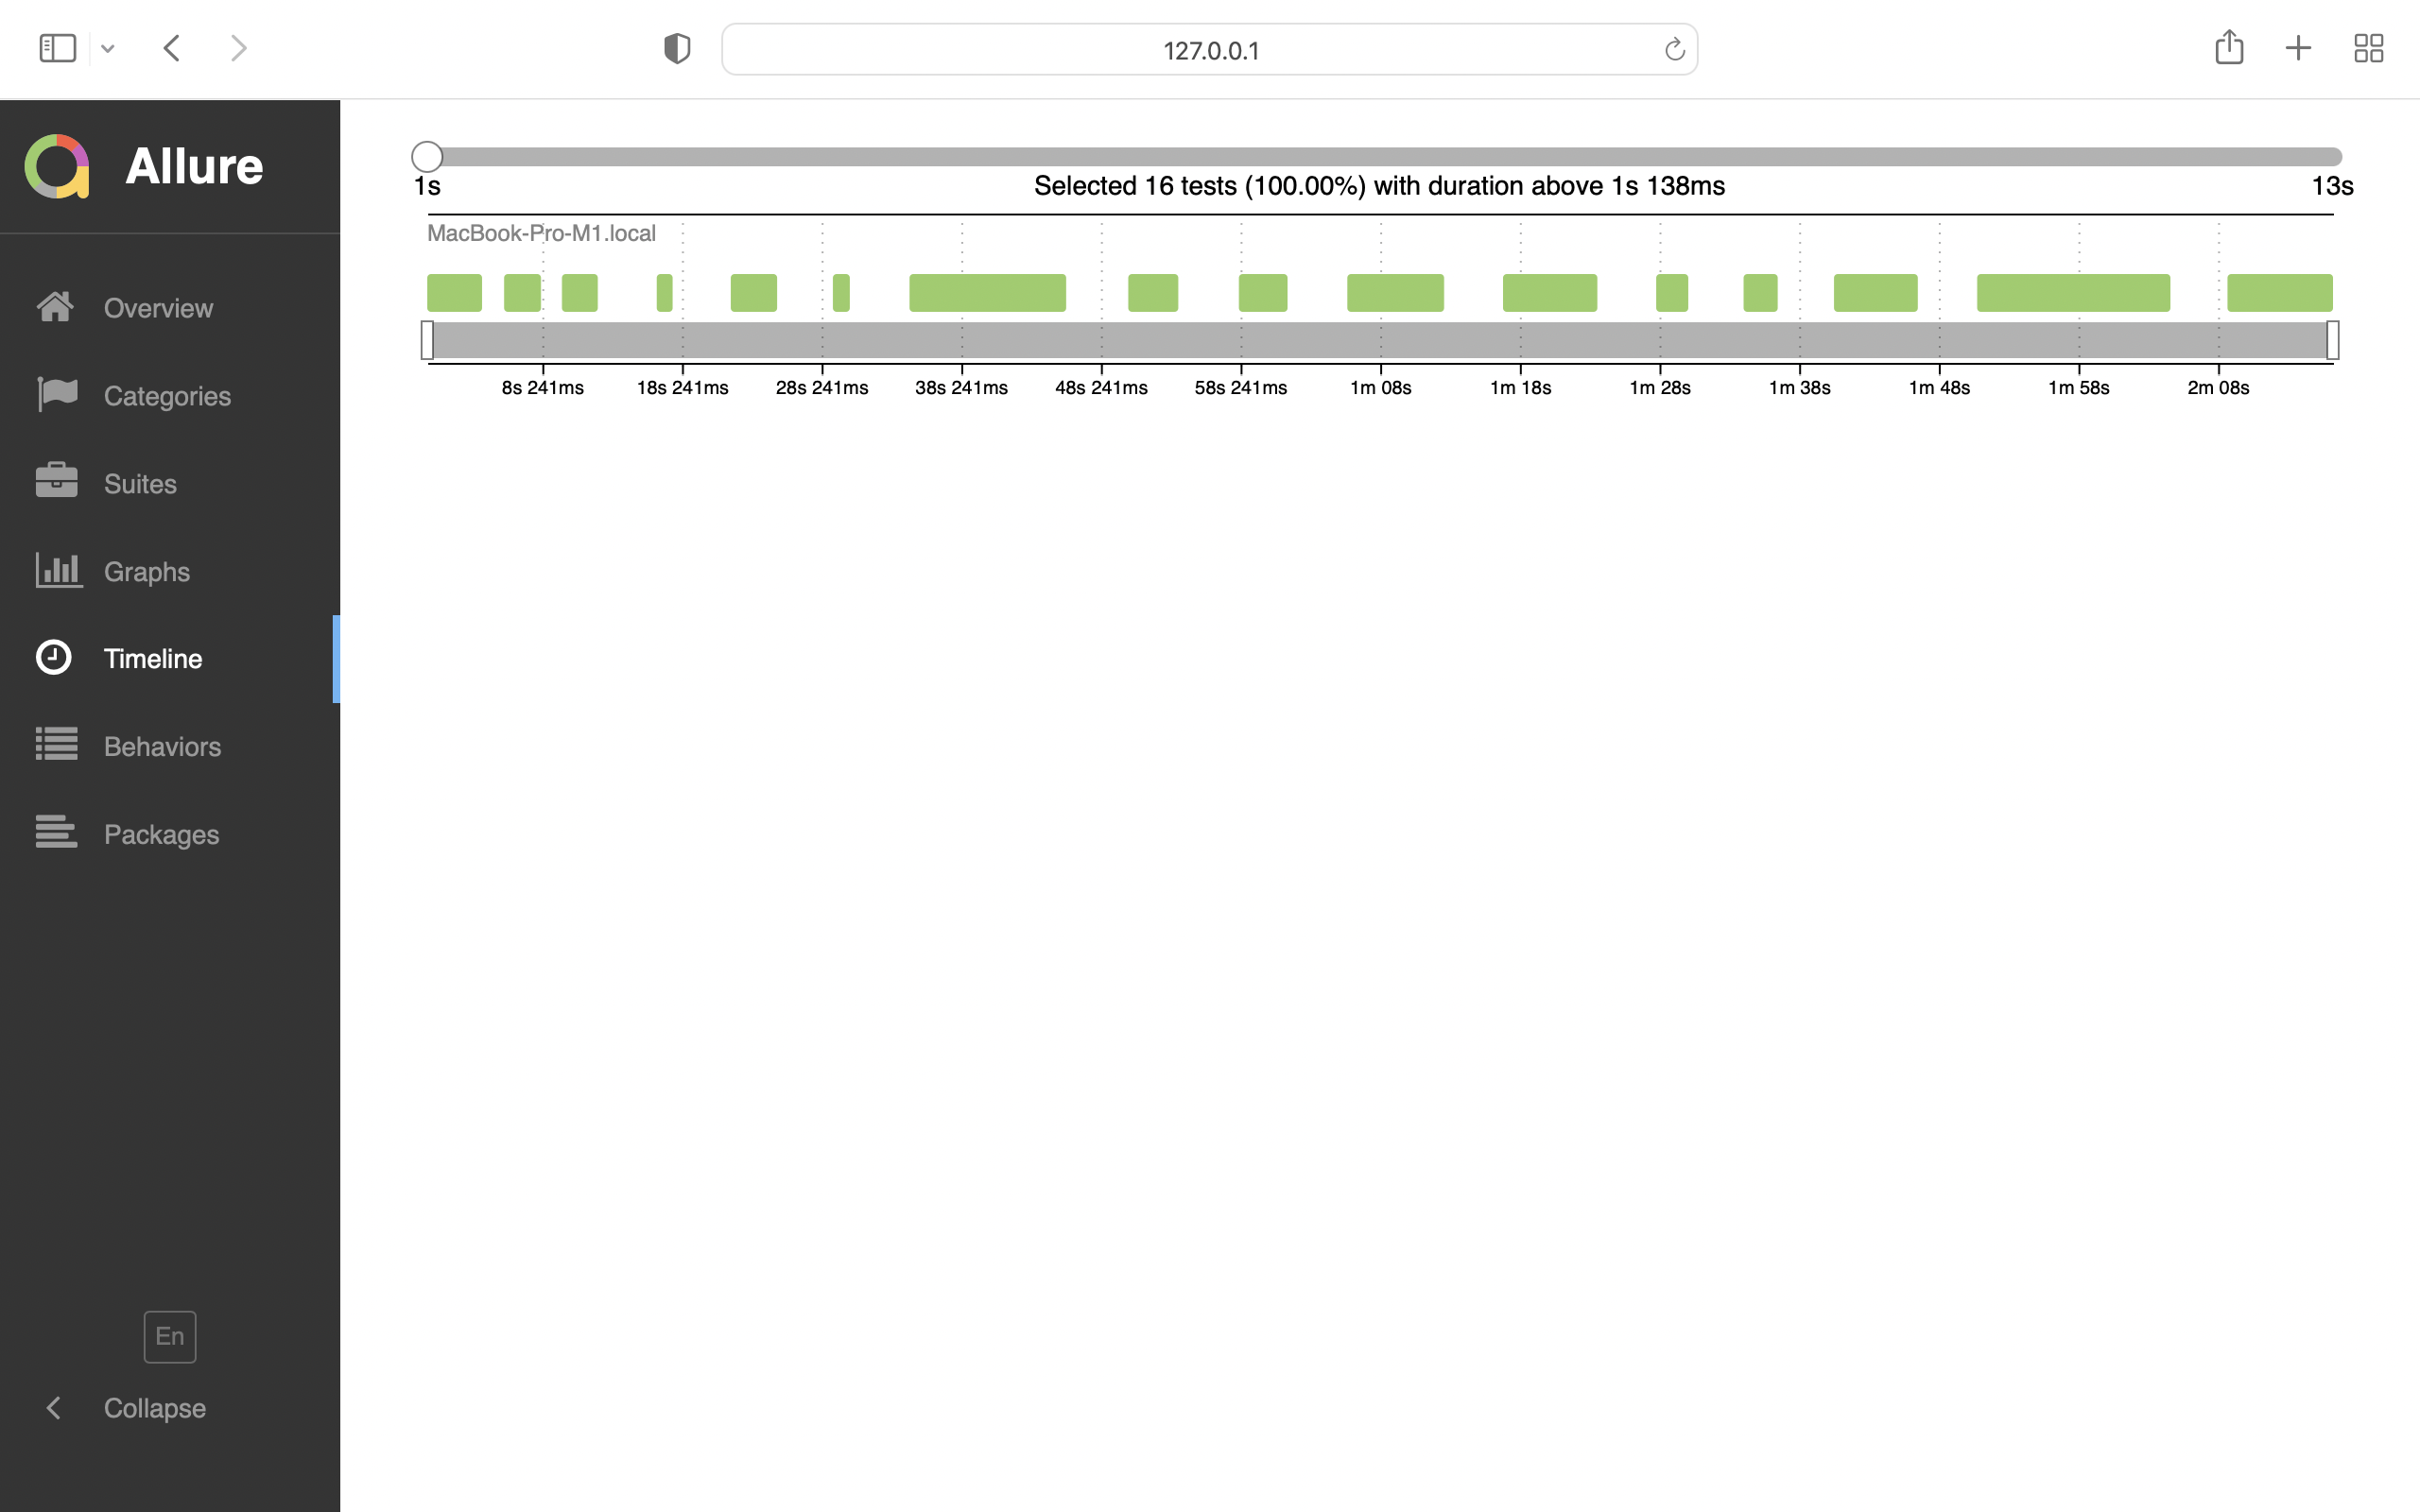 127.0.0.1
Allure
1s
Selected 16 tests (100.00%) with duration above 1s 138ms
13s
MacBook-Pro-M1.local
8s 241ms
18s 241ms
28s 241ms
38s 241ms
48s 241ms
58s 241ms
1m 08s
1m 18s
1m 28s
1m 38s
1m 48s
1m 58s
2m 08s
Overview
Categories
Suites
Graphs
Timeline
Behaviors
Packages
En
Collapse